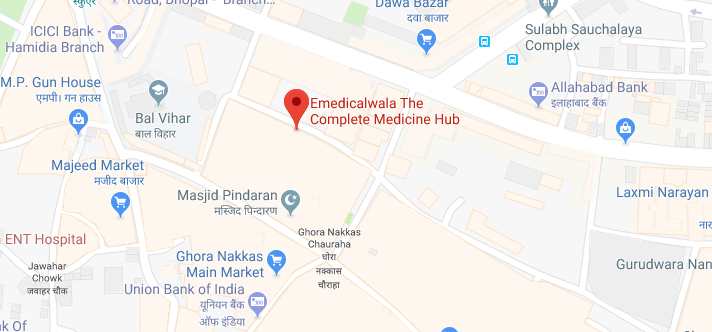 स्कुएर
Road, Bhopal - Branch...
Dawa Bazar
दवा बाजार
ICICI Bank -
Hamidia Branch
Sulabh Sauchalaya
Complex
M.P. Gun House
एमपी। गन हाउस
Bal Vihar
बाल विहार
Emedicalwala The
Complete Medicine Hub
Allahabad Bank
इलाहाबाद बैंक
Majeed Market
मजीद बाजार
Masjid Pindaran
मस्जिद पिन्दारण
Laxmi Narayan
नार
ENT Hospital
Ghora Nakkas
Chauraha
घोरा
नक्कास
चौराहा
Jawahar
Chowk
जवाहर चौक
Ghora Nakkas
Main Market
Gurudwara Nan
Union Bank of India
यूनियन बैंक
ऑफ इंडिया
k Of